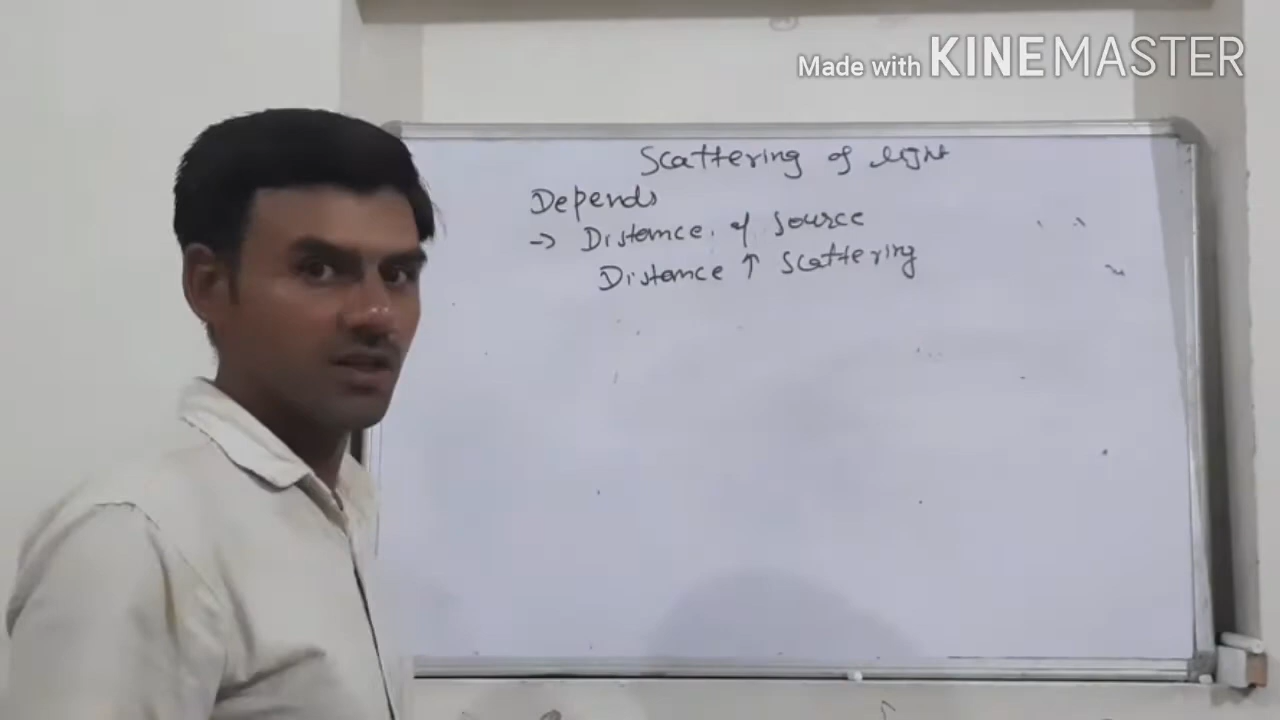 Made with KINEMASTER
Scattering of light
Depends
→ Distance of source
Distance ↑ scattering